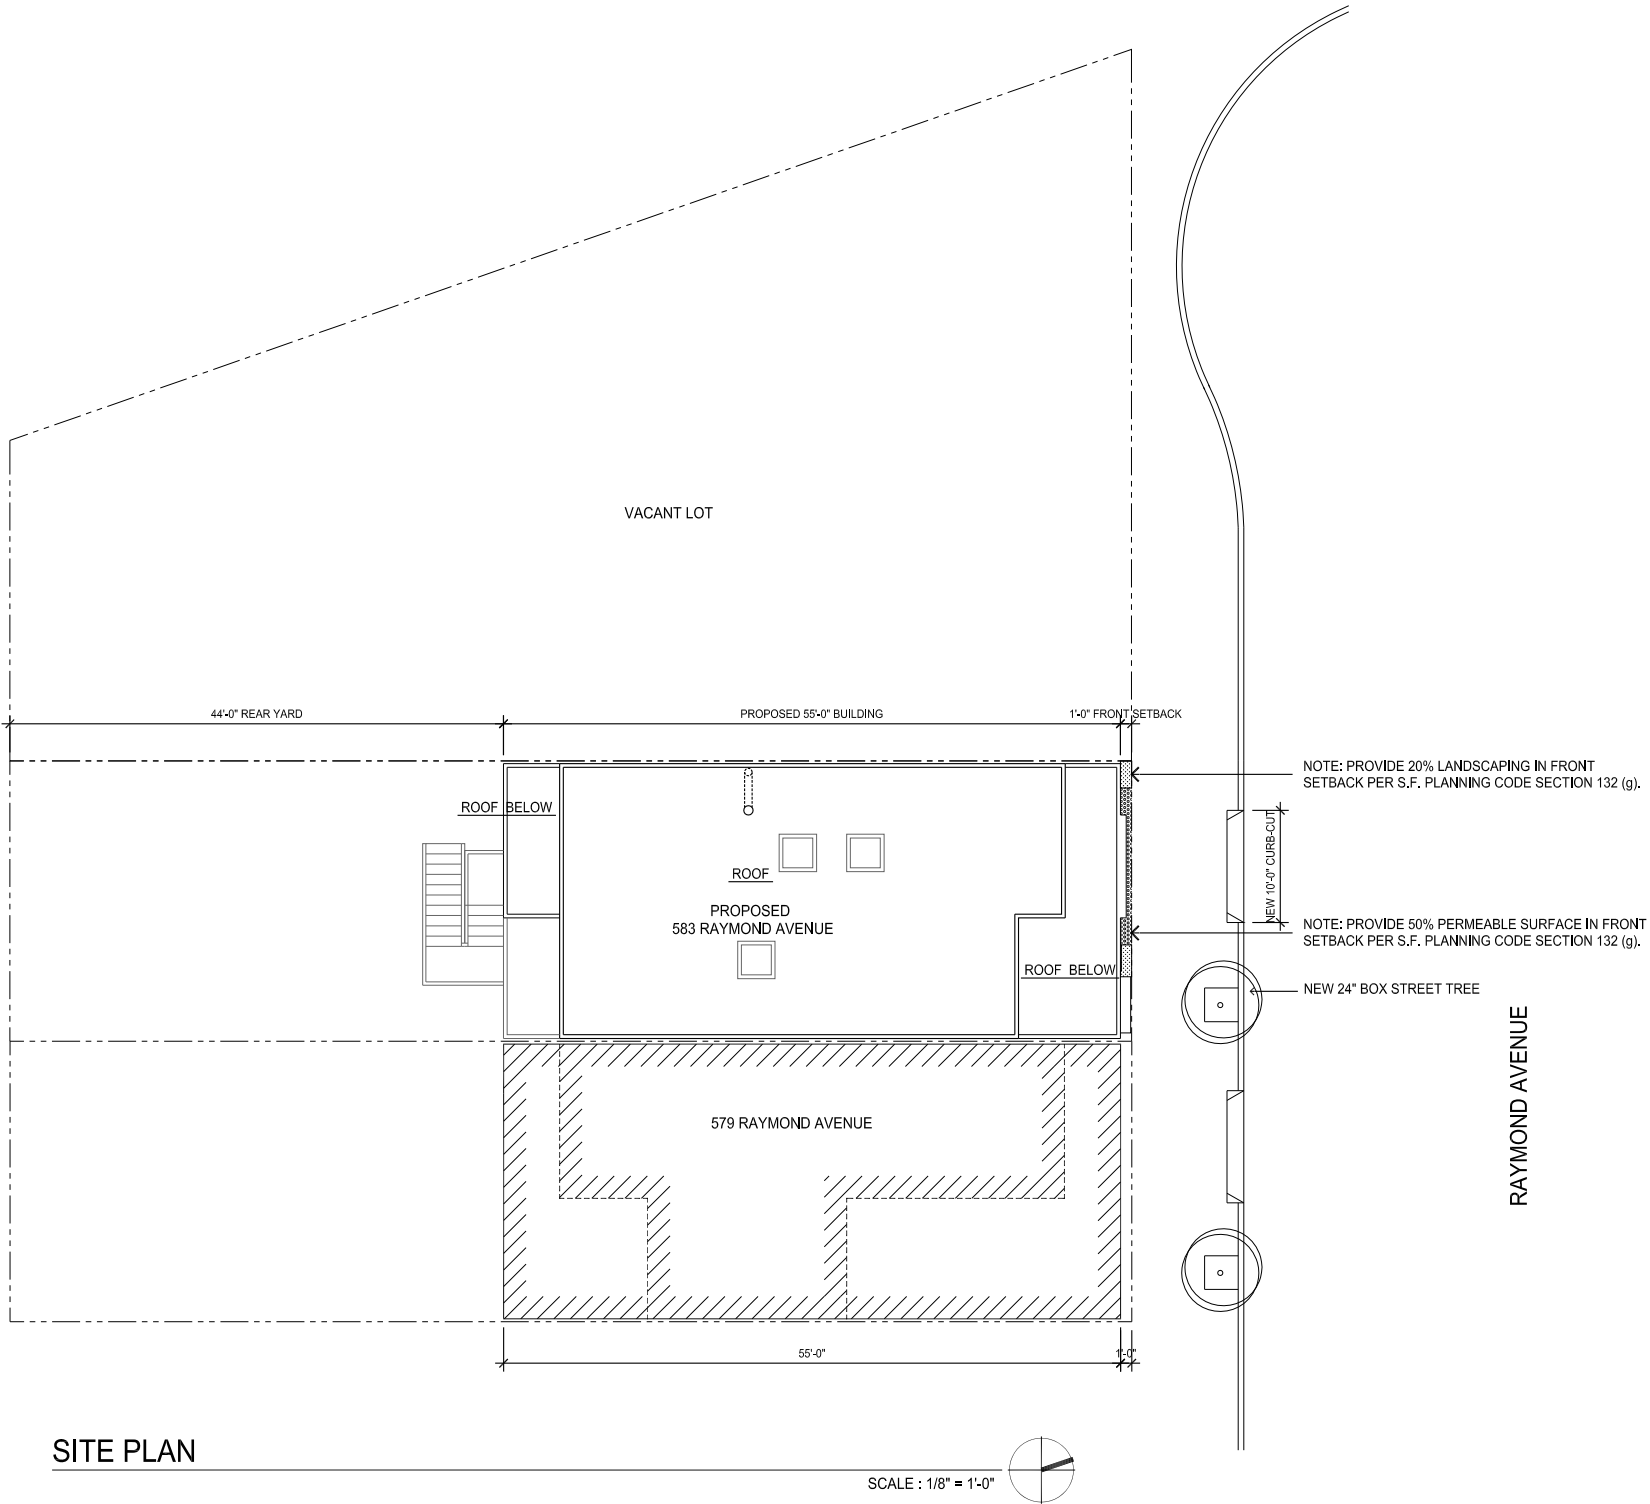 VACANT LOT
44'-0" REAR YARD
PROPOSED 55'-0" BUILDING
1'-0" FRONT SETBACK
NOTE: PROVIDE 20% LANDSCAPING IN FRONT
SETBACK PER S.F. PLANNING CODE SECTION 132 (g).
ROOF BELOW
NEW 10'-0" CURB-CUT
ROOF
PROPOSED
583 RAYMOND AVENUE
NOTE: PROVIDE 50% PERMEABLE SURFACE IN FRONT
SETBACK PER S.F. PLANNING CODE SECTION 132 (g).
ROOF BELOW
NEW 24" BOX STREET TREE
RAYMOND AVENUE
579 RAYMOND AVENUE
55'-0"
1'-0"
SITE PLAN
SCALE : 1/8" = 1'-0"